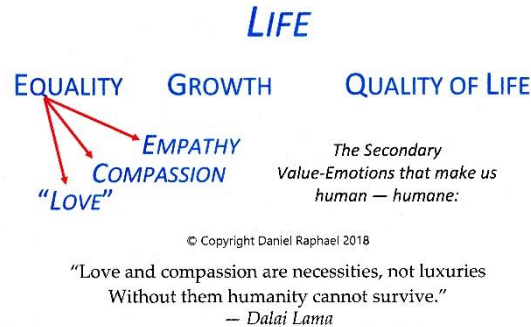 LIFE
EQUALITY GROWTH QUALITY OF LIFE
EMPATHY
COMPASSION
"LOVE"
The Secondary
Value-Emotions that make us
human — humane:
© Copyright Daniel Raphael 2018
“Love and compassion are necessities, not luxuries
Without them humanity cannot survive.”
— Dalai Lama